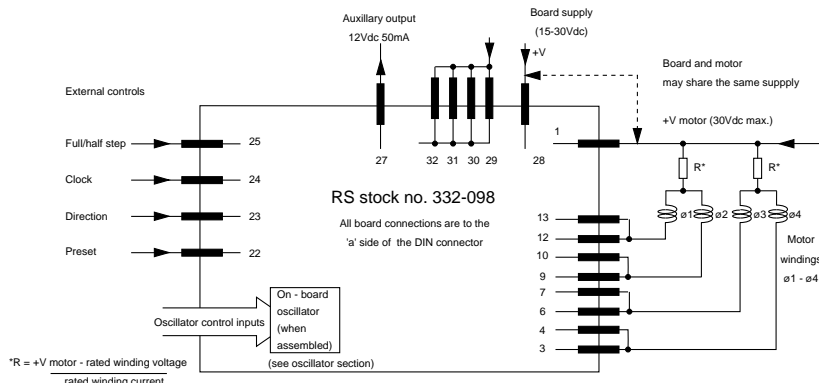 Auxillary output
12Vdc 50mA
Board supply
(15-30Vdc)
+V
Board and motor
may share the same suppply
+V motor (30Vdc max.)
External controls
Full/half step
25
Clock
24
Direction
23
Preset
22
27
32
31
30
29
28
1
R*
R*
RS stock no. 332-098
All board connections are to the
'a' side of the DIN connector
13
12
10
9
7
6
4
3
ø1
ø2
ø3
ø4
Motor
windings
ø1 - ø4
Oscillator control inputs
On - board
oscillator
(when
assembled)
(see oscillator section)
*R = +V motor - rated winding voltage
rated winding current